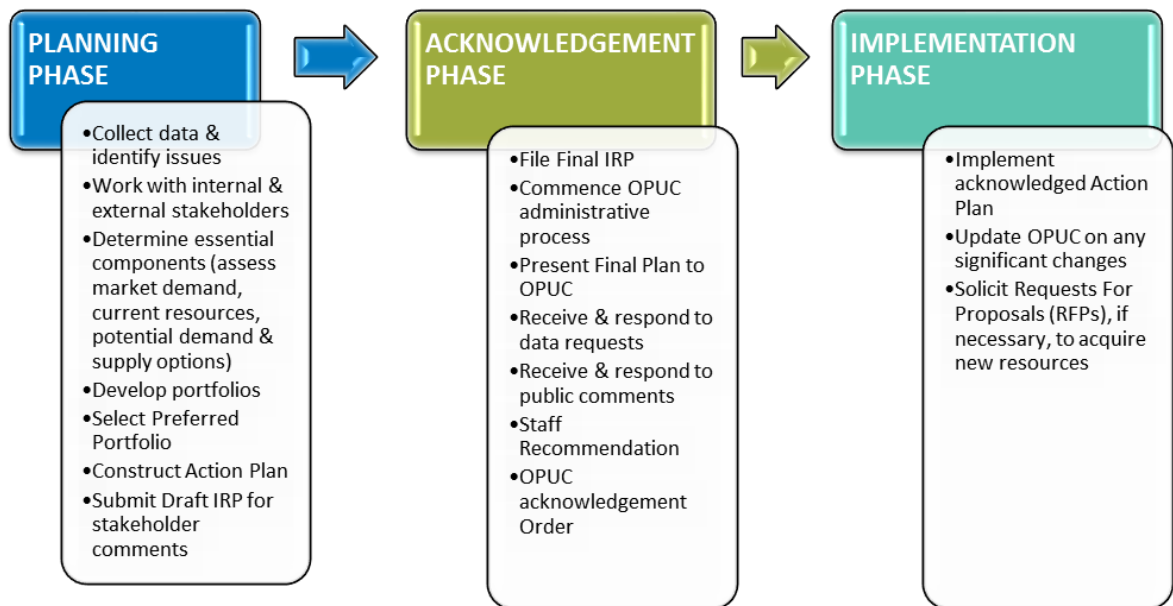 PLANNING
PHASE
•Collect data &
identify issues
•Work with internal &
external stakeholders
•Determine essential
components (assess
market demand,
current resources,
potential demand &
supply options)
•Develop portfolios
•Select Preferred
Portfolio
•Construct Action Plan
•Submit Draft IRP for
stakeholder
comments
ACKNOWLEDGEMENT
PHASE
•File Final IRP
•Commence OPUC
administrative
process
•Present Final Plan to
OPUC
•Receive & respond to
data requests
•Receive & respond to
public comments
•Staff
Recommendation
•OPUC
acknowledgement
Order
IMPLEMENTATION
PHASE
•Implement
acknowledged Action
Plan
•Update OPUC on any
significant changes
•Solicit Requests For
Proposals (RFPs), if
necessary, to acquire
new resources